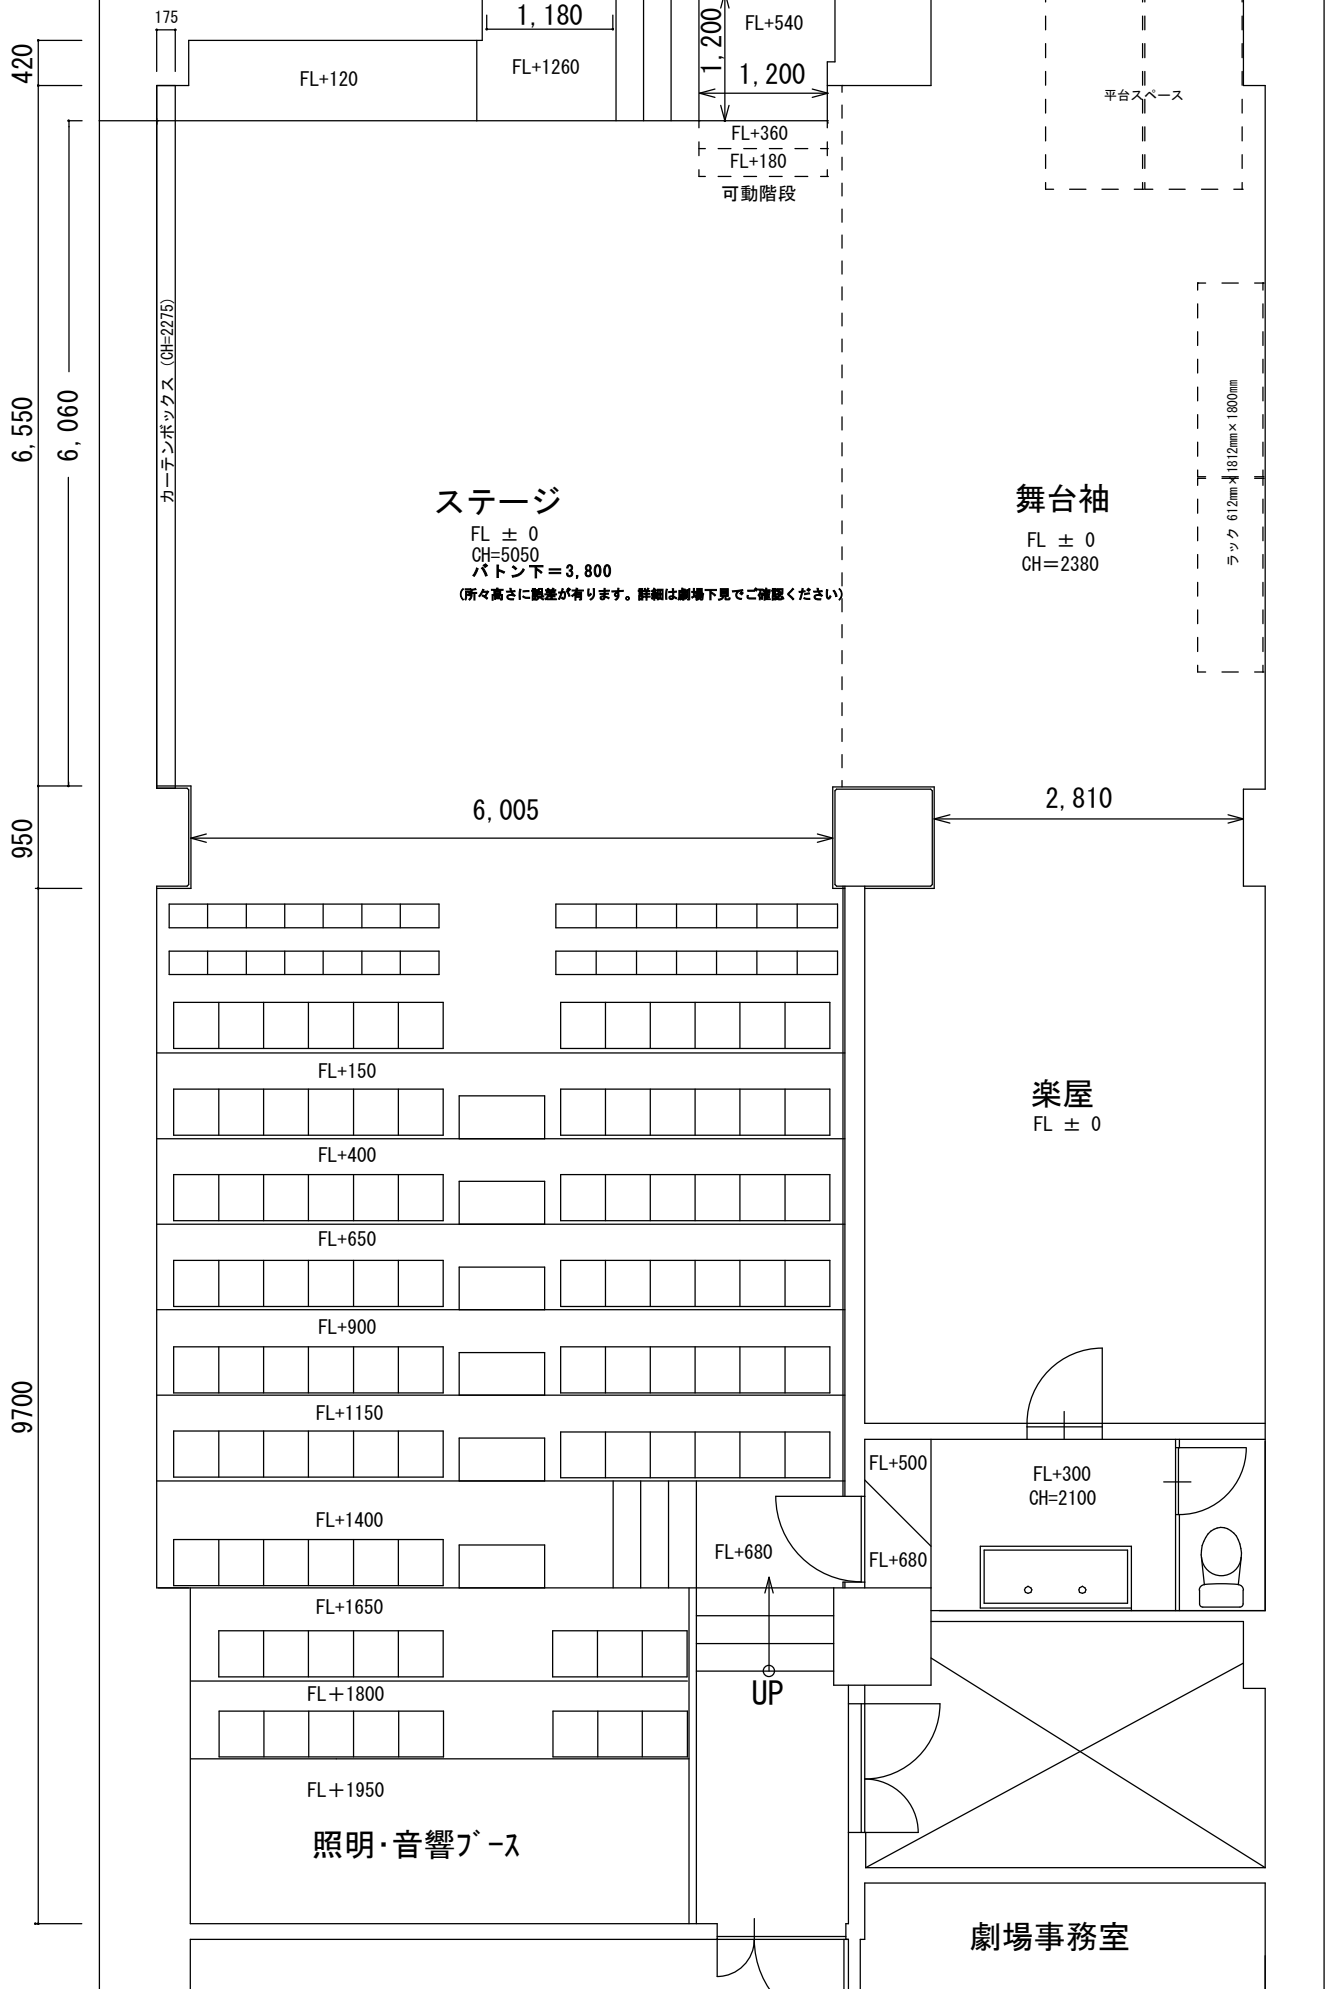 175
1,180
1,200
FL+540
420
FL+120
FL+1260
1,200
平台スペース
FL+360
FL+180
可動階段
カーテンボックス (CH=2275)
6,550
6,060
ラック 612mm×1812mm×1800mm
ステージ
FL ± 0
CH=5050
バトン下=3,800
(所々高さに誤差が有ります。詳細は劇場下見でご確認ください)
舞台袖
FL ± 0
CH=2380
6,005
2,810
950
FL+150
楽屋
FL ± 0
FL+400
FL+650
FL+900
9700
FL+1150
FL+500
FL+300
CH=2100
FL+1400
FL+680
FL+680
FL+1650
UP
FL+1800
FL+1950
照明・音響ブース
劇場事務室